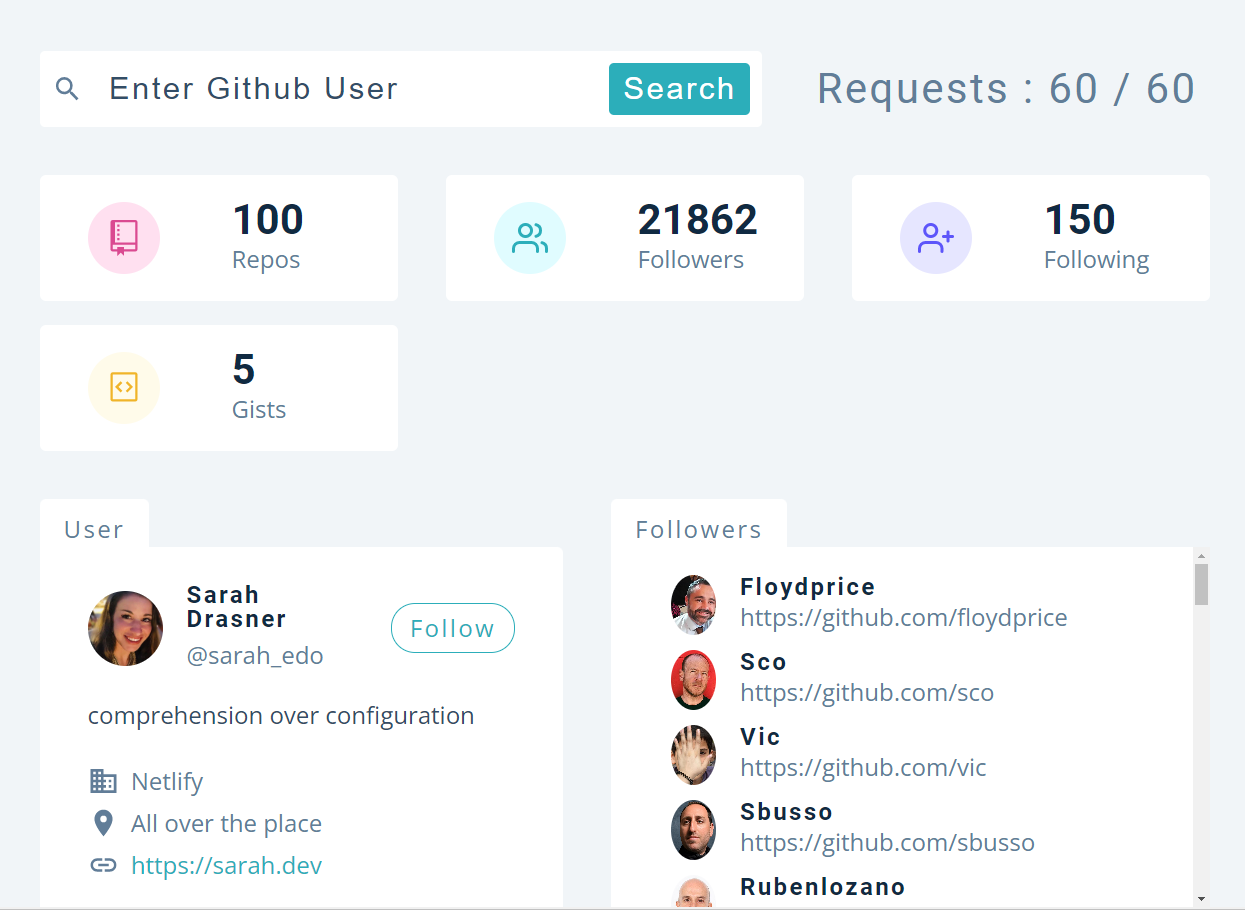 Enter Github User
Search
Requests : 60 / 60
100
Repos
21862
Followers
150
Following
5
Gists
User
Sarah
Drasner
@sarah_edo
Follow
comprehension over configuration
Netlify
All over the place
https://sarah.dev
Followers
Floydprice
https://github.com/floydprice
Sco
https://github.com/sco
Vic
https://github.com/vic
Sbusso
https://github.com/sbusso
Rubenlozano